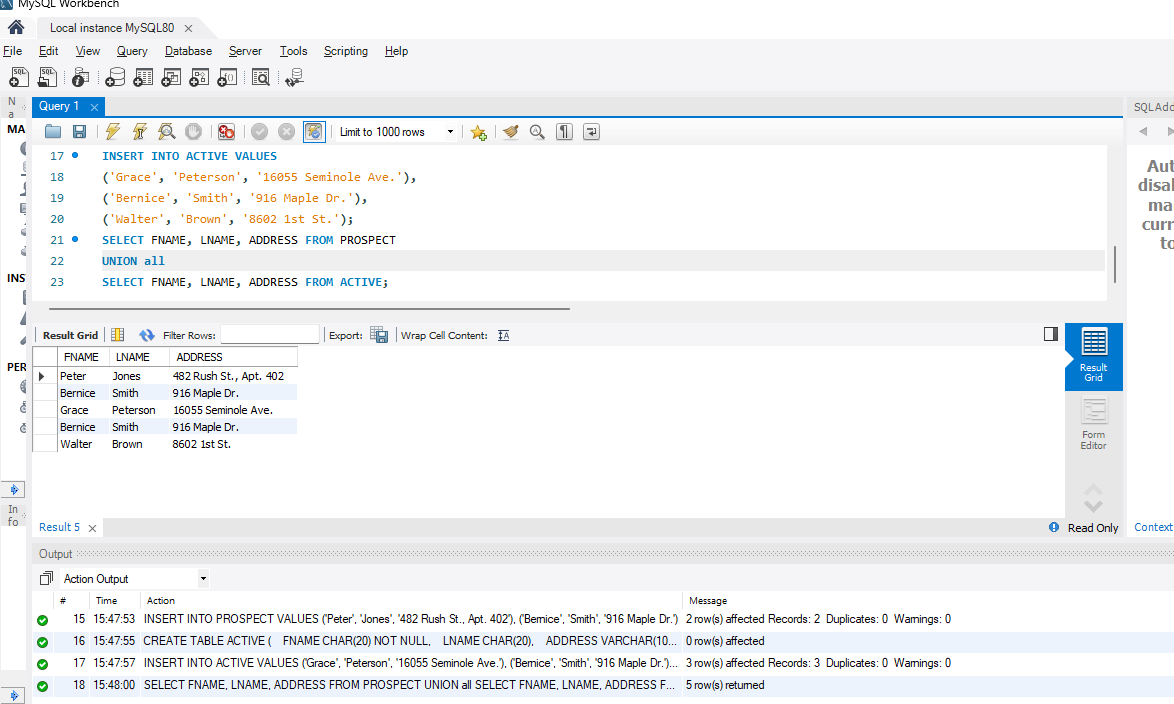 MySQL Workbench
Local instance MySQL80
File Edit View Query Database Server Tools Scripting Help
Na
Query 1
SQLAdd
MA
Limit to 1000 rows
17 INSERT INTO ACTIVE VALUES
18 ('Grace', 'Peterson', '16055 Seminole Ave.'),
19 ('Bernice', 'Smith', '916 Maple Dr.'),
20 ('Walter', 'Brown', '8602 1st St.');
21 SELECT FNAME, LNAME, ADDRESS FROM PROSPECT
22 UNION all
23 SELECT FNAME, LNAME, ADDRESS FROM ACTIVE;
Aut
disal
ma
curr
to
INS
PER
Result Grid Filter Rows: Export: Wrap Cell Content: IA
FNAME LNAME ADDRESS
Peter Jones 482 Rush St., Apt. 402
Bernice Smith 916 Maple Dr.
Grace Peterson 16055 Seminole Ave.
Bernice Smith 916 Maple Dr.
Walter Brown 8602 1st St.
Result
Grid
Form
Editor
In
fo
Result 5
Read Only
Context
Output
Action Output
# Time Action Message
15 15:47:53 INSERT INTO PROSPECT VALUES ('Peter', 'Jones', '482 Rush St., Apt. 402'), ('Bernice', 'Smith', '916 Maple Dr.') 2 row(s) affected Records: 2 Duplicates: 0 Warnings: 0
16 15:47:55 CREATE TABLE ACTIVE ( FNAME CHAR(20) NOT NULL, LNAME CHAR(20), ADDRESS VARCHAR(10... 0 row(s) affected
17 15:47:57 INSERT INTO ACTIVE VALUES ('Grace', 'Peterson', '16055 Seminole Ave.'), ('Bernice', 'Smith', '916 Maple Dr.')... 3 row(s) affected Records: 3 Duplicates: 0 Warnings: 0
18 15:48:00 SELECT FNAME, LNAME, ADDRESS FROM PROSPECT UNION all SELECT FNAME, LNAME, ADDRESS F... 5 row(s) returned